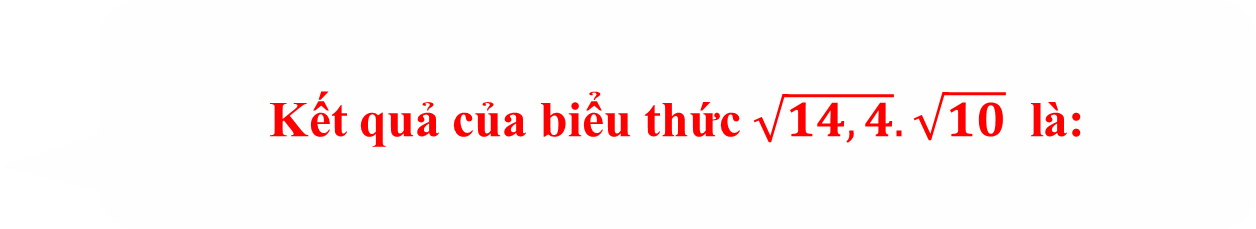 Kết quả của biểu thức √14,4. √10 là: